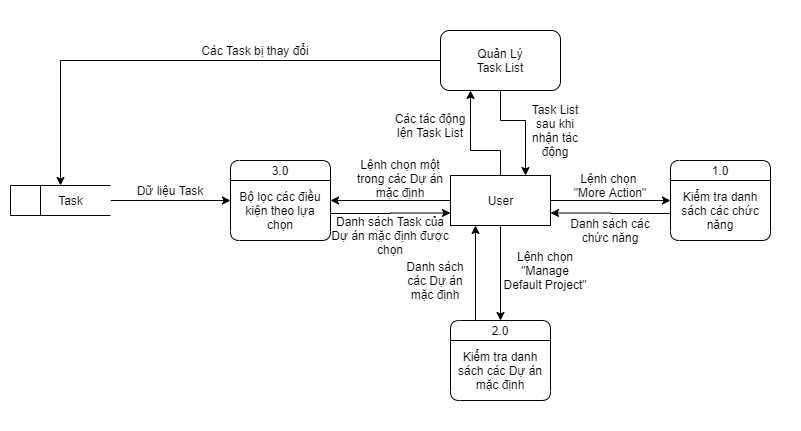 Các Task bị thay đổi
Quản Lý
Task List
Các tác động
lện Task List
Task List
sau khi
nhận tác
động
3.0
Bộ lọc các điều
kiện theo lựa
chọn
Task
Dữ liệu Task
Lệnh chọn một
trong các Dự án
mặc định
Danh sách Task của
Dự án mặc định được
chọn
User
Lệnh chọn
"More Action"
Danh sách các
chức năng
1.0
Kiểm tra danh
sách các chức
năng
Danh sách
các Dự án
mặc định
Lệnh chọn
"Manage
Default Project"
2.0
Kiểm tra danh
sách các Dự án
mặc định